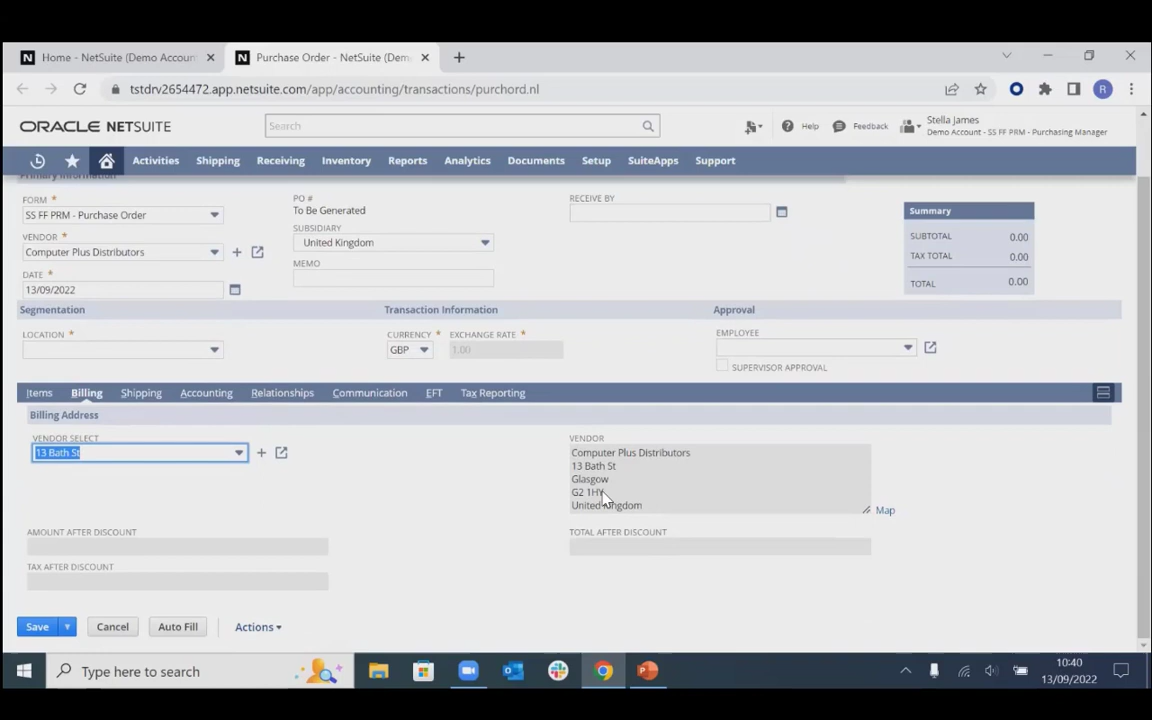 Home - NetSuite (Demo Accoun
Purchase Order - NetSuite (Dem
tstdrv2654472.app.netsuite.com/app/accounting/transactions/purchord.nl
R
ORACLE NETSUITE
Search
Help
Feedback
Stella James
Demo Account - SS FF PRM - Purchasing Manager
Activities Shipping Receiving Inventory Reports Analytics Documents Setup SuiteApps Support
Primary Information
FORM *
SS FF PRM - Purchase Order
VENDOR *
Computer Plus Distributors
DATE *
13/09/2022
PO #
To Be Generated
SUBSIDIARY
United Kingdom
MEMO
RECEIVE BY
Summary
SUBTOTAL 0.00
TAX TOTAL 0.00
TOTAL 0.00
Segmentation
Transaction Information
Approval
LOCATION *
CURRENCY *
GBP
EXCHANGE RATE *
1.00
EMPLOYEE
SUPERVISOR APPROVAL
Items Billing Shipping Accounting Relationships Communication EFT Tax Reporting
Billing Address
VENDOR SELECT
13 Bath St
VENDOR
Computer Plus Distributors
13 Bath St
Glasgow
G2 1HY
United Kingdom
Map
AMOUNT AFTER DISCOUNT
TOTAL AFTER DISCOUNT
TAX AFTER DISCOUNT
Save
Cancel
Auto Fill
Actions
Type here to search
10:40
13/09/2022